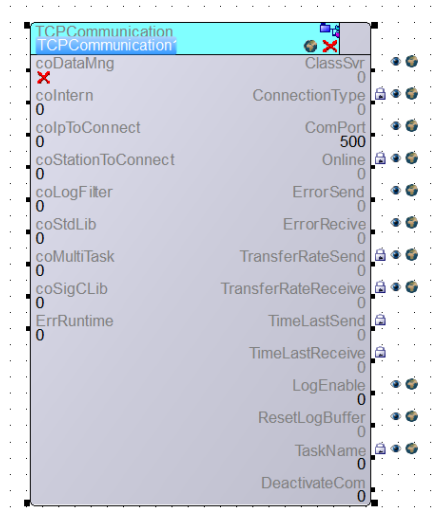 TCPCommunication
TCPCommunication
coDataMng ClassSvr
0
coIntern ConnectionType
0 0
coIpToConnect ComPort
0 500
coStationToConnect Online
0 0
coLogFilter ErrorSend
0 0
coStdLib ErrorRecive
0 0
coMultiTask TransferRateSend
0 0
coSigCLib TransferRateReceive
0 0
ErrRuntime TimeLastSend
0 0
TimeLastReceive
0
LogEnable
0
ResetLogBuffer
0
TaskName
0
DeactivateCom
0